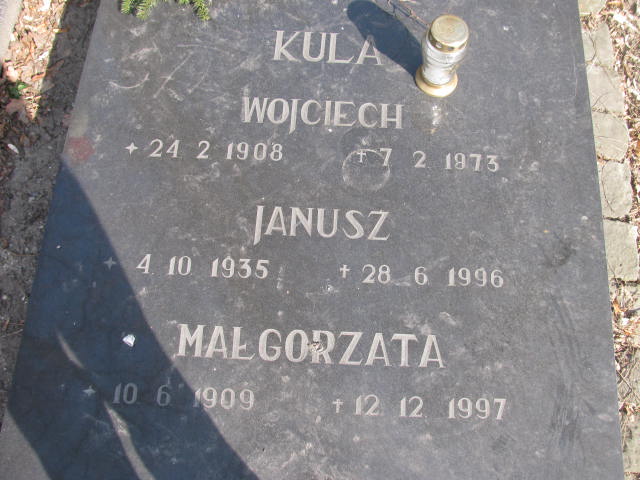 KULA
WOJCIECH
+ 24 2 1908 † 7 2 1973
JANUSZ
+ 4 10 1935 † 28 6 1996
MAŁGORZATA
+ 10 6 1909 † 12 12 1997